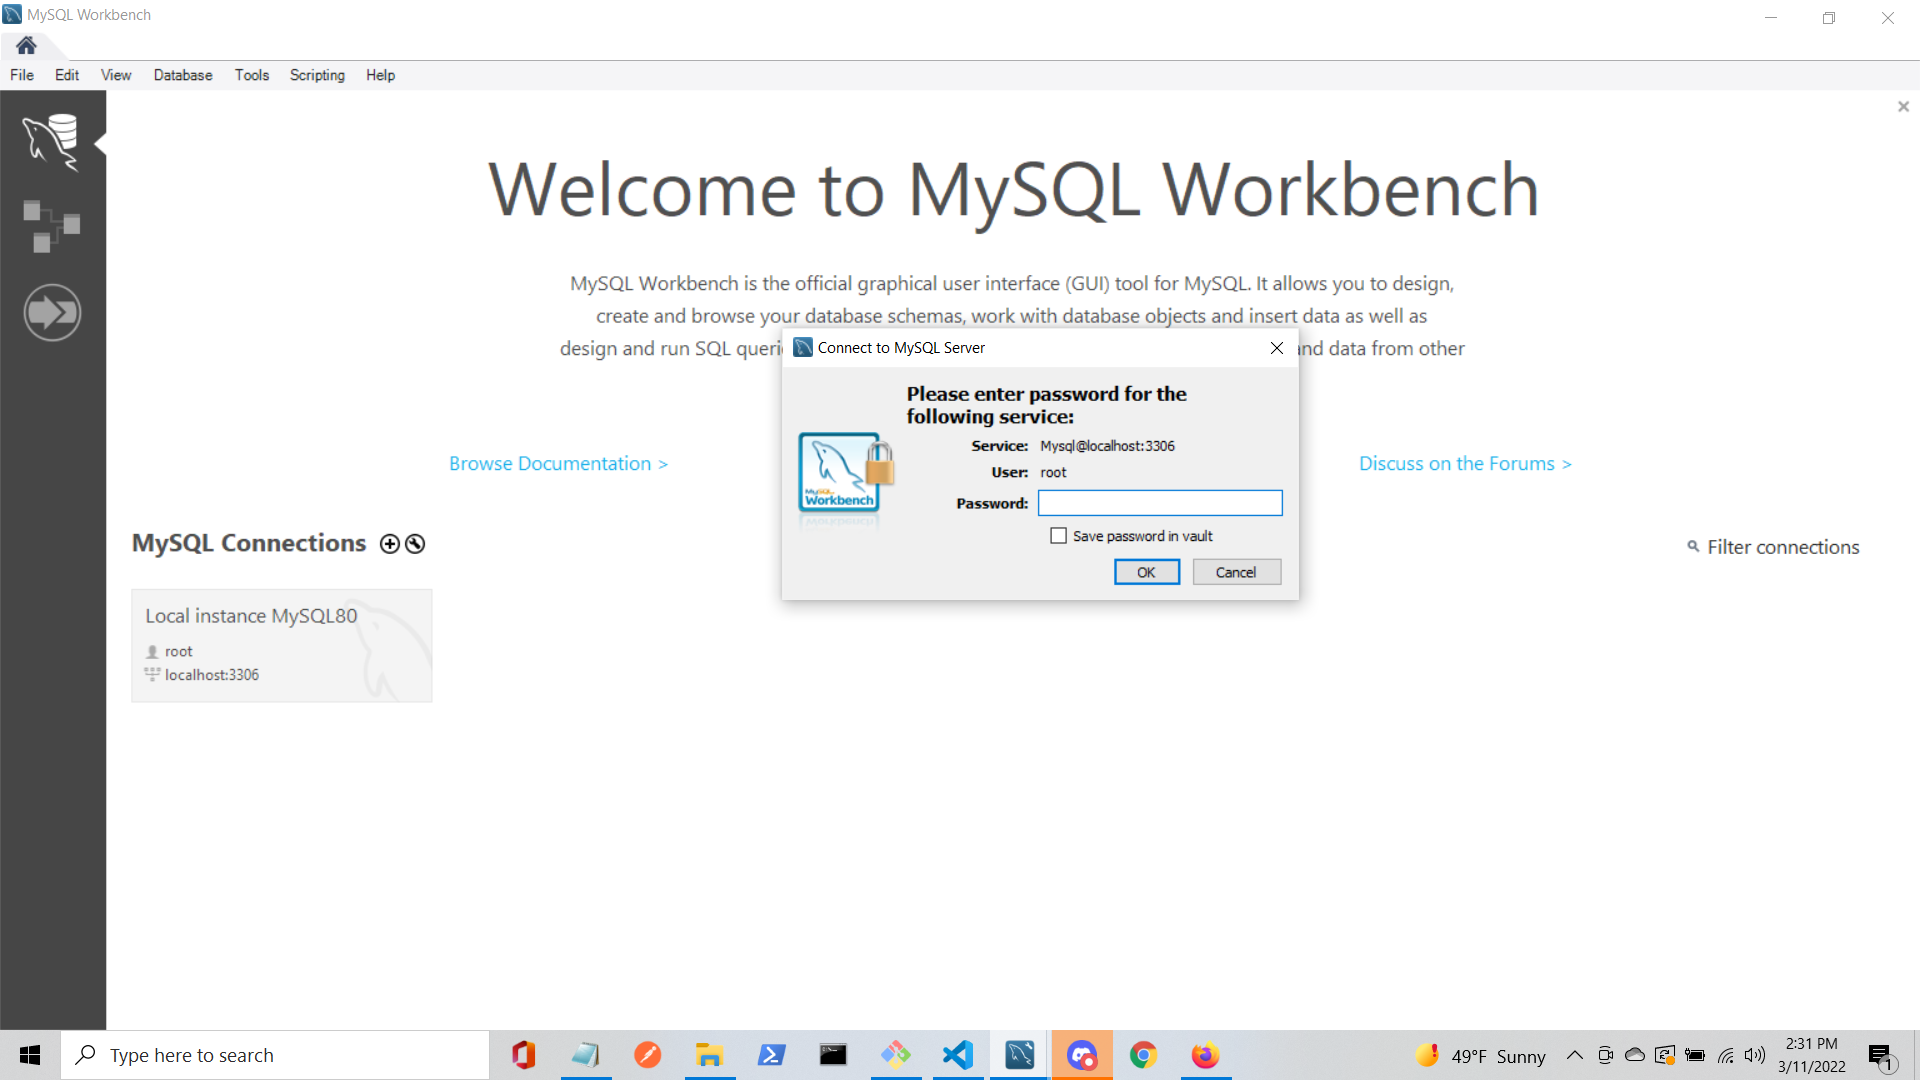 MySQL Workbench
File Edit View Database Tools Scripting Help
Welcome to MySQL Workbench
MySQL Workbench is the official graphical user interface (GUI) tool for MySQL. It allows you to design,
create and browse your database schemas, work with database objects and insert data as well as
design and run SQL queri
nd data from other
Connect to MySQL Server
Please enter password for the
following service:
Service: Mysql@localhost:3306
User: root
Password:
Save password in vault
OK Cancel
MySQL
Workbench
Browse Documentation >
Discuss on the Forums >
MySQL Connections
Filter connections
Local instance MySQL80
root
localhost:3306
Type here to search
49°F Sunny
2:31 PM
3/11/2022
1